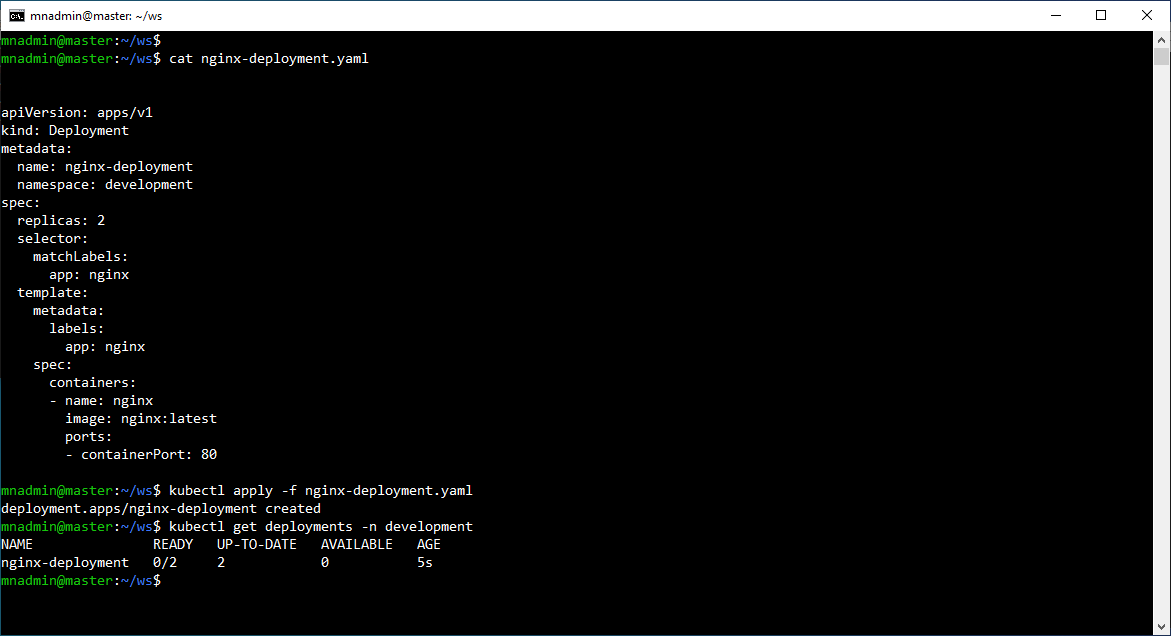 mnadmin@master: ~/ws
mnadmin@master:~/ws$
mnadmin@master:~/ws$ cat nginx-deployment.yaml
apiVersion: apps/v1
kind: Deployment
metadata:
  name: nginx-deployment
  namespace: development
spec:
  replicas: 2
  selector:
    matchLabels:
      app: nginx
  template:
    metadata:
      labels:
        app: nginx
    spec:
      containers:
      - name: nginx
        image: nginx:latest
        ports:
        - containerPort: 80
mnadmin@master:~/ws$ kubectl apply -f nginx-deployment.yaml
deployment.apps/nginx-deployment created
mnadmin@master:~/ws$ kubectl get deployments -n development
NAME               READY   UP-TO-DATE   AVAILABLE   AGE
nginx-deployment   0/2     2            0           5s
mnadmin@master:~/ws$